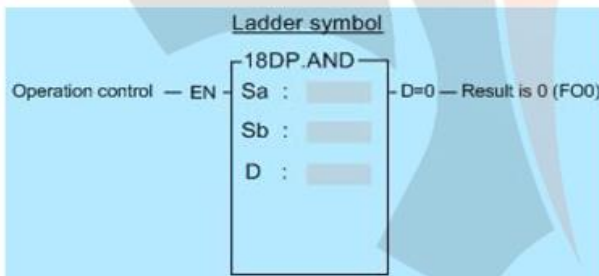 Ladder symbol
18DP.AND
Operation control — EN Sa : D=0 — Result is 0 (FO0)
Sb :
D :